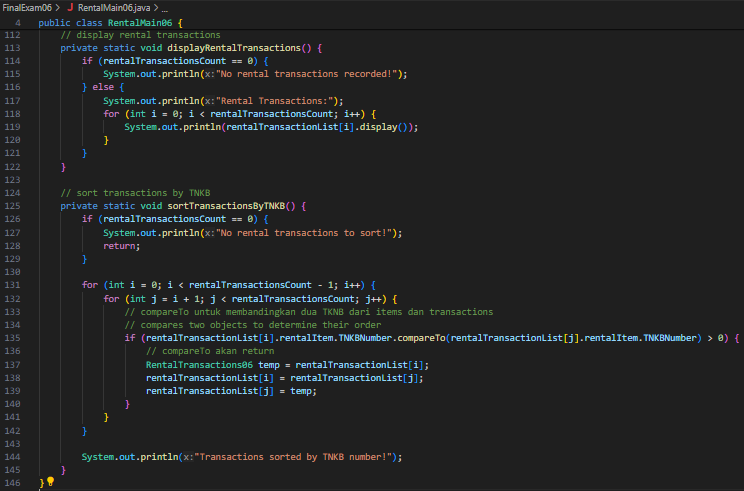 FinalExam06 > J RentalMain06.java > ...
4 public class RentalMain06 {
112 // display rental transactions
113 private static void displayRentalTransactions() {
114 if (rentalTransactionsCount == 0) {
115 System.out.println(x:"No rental transactions recorded!");
116 } else {
117 System.out.println(x:"Rental Transactions:");
118 for (int i = 0; i < rentalTransactionsCount; i++) {
119 System.out.println(rentalTransactionList[i].display());
120 }
121 }
122 }
123
124 // sort transactions by TNKB
125 private static void sortTransactionsByTNKB() {
126 if (rentalTransactionsCount == 0) {
127 System.out.println(x:"No rental transactions to sort!");
128 return;
129 }
130
131 for (int i = 0; i < rentalTransactionsCount - 1; i++) {
132 for (int j = i + 1; j < rentalTransactionsCount; j++) {
133 // compareTo untuk membandingkan dua TKNB dari items dan transactions
134 // compares two objects to determine their order
135 if (rentalTransactionList[i].rentalItem.TNKBNumber.compareTo(rentalTransactionList[j].rentalItem.TNKBNumber) > 0) {
136 // compareTo akan return
137 RentalTransactions06 temp = rentalTransactionList[i];
138 rentalTransactionList[i] = rentalTransactionList[j];
139 rentalTransactionList[j] = temp;
140 }
141 }
142 }
143
144 System.out.println(x:"Transactions sorted by TNKB number!");
145 }
146 }